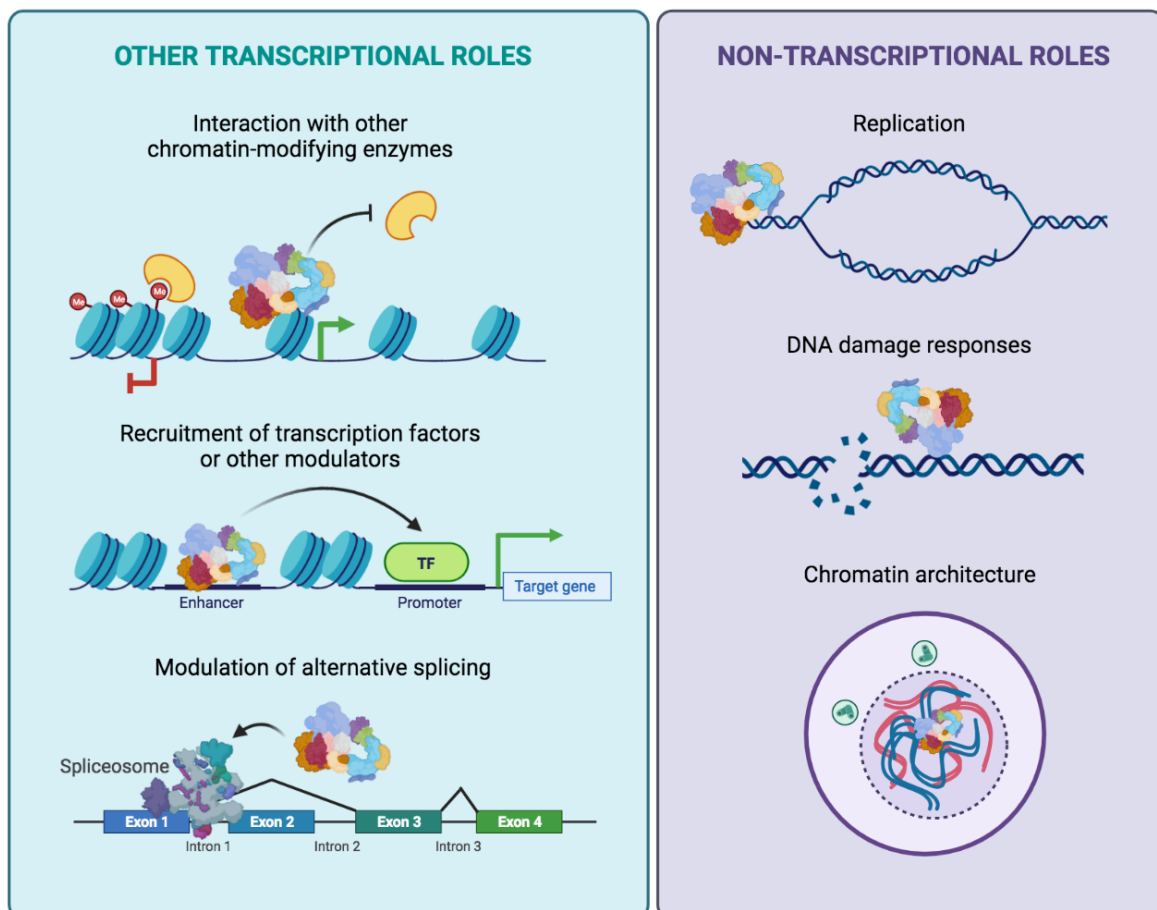 OTHER TRANSCRIPTIONAL ROLES
Interaction with other
chromatin-modifying enzymes
Me
Me
Me
Recruitment of transcription factors
or other modulators
TF
Target gene
Enhancer
Promoter
Modulation of alternative splicing
Spliceosome
Exon 1
Exon 2
Exon 3
Exon 4
Intron 1
Intron 2
Intron 3
NON-TRANSCRIPTIONAL ROLES
Replication
DNA damage responses
Chromatin architecture